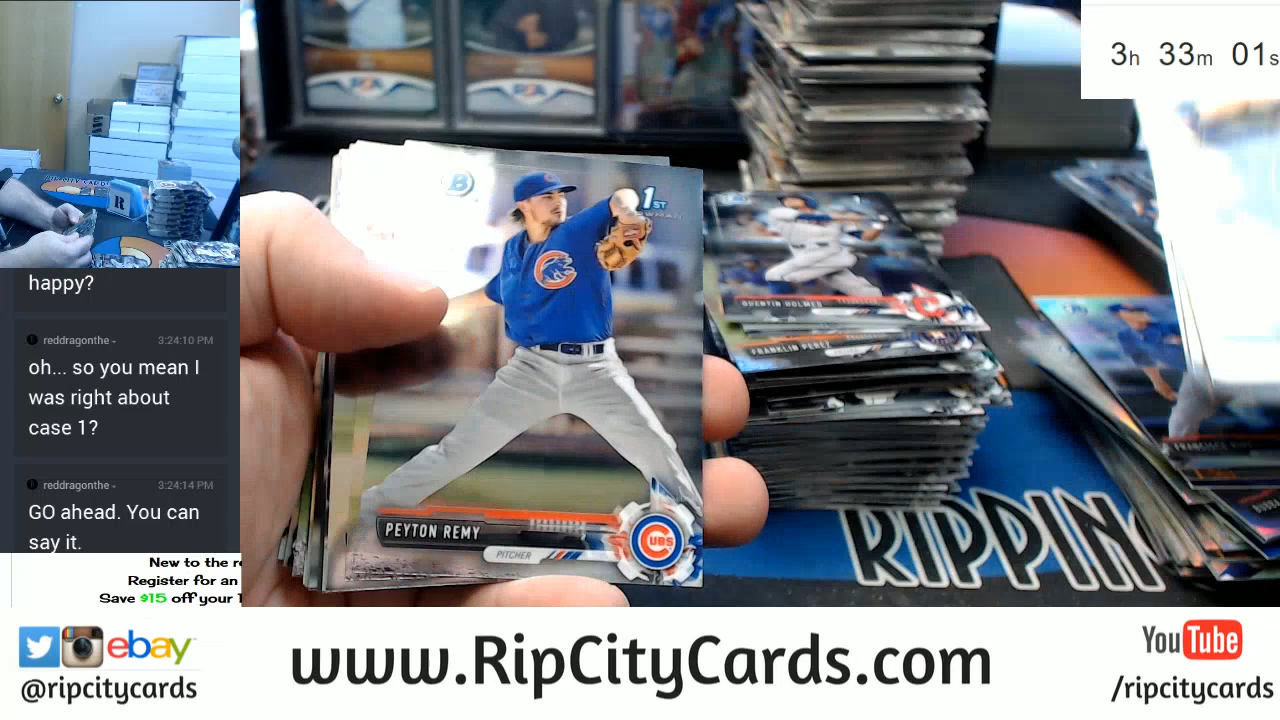 3h 33m 01s
happy?
reddragonthe 3:24:10 PM
oh... so you mean I
was right about
case 1?
reddragonthe 3:24:14 PM
GO ahead. You can
say it.
New to the
Register for an
Save $15 off your
R
B
1ST
PEYTON REMY
PITCHER
CUBS
QUENTIN HOLMES
FRANKLIN PEREZ
FRANCISCO
RIPPIN
ebay
@ripcitycards
www.RipCityCards.com
YouTube
/ripcitycards